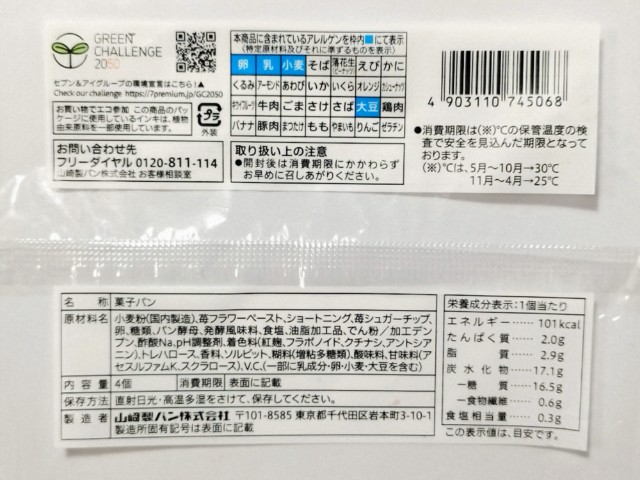 GREEN
CHALLENGE
2050
セブン&アイグループの環境宣言はこちら!▲
Check our challenge https://7premium.jp/GC2050
お買い物でエコ参加 この商品のパッ
ケージに使用しているインキは、植物
由来原料を一部使用しています。
プラ
外装
お問い合わせ先
フリーダイヤル 0120-811-114
山崎製パン株式会社 お客様相談室
本商品に含まれているアレルゲンを枠内■にて表示
(特定原材料及びそれに準ずるものを表示)
卵 乳 小麦 そば 落花生(ピーナッツ) えび かに
くるみ アーモンド あわび いか いくら オレンジ カシューナッツ
キウイフルーツ 牛肉 ごま さけ さば 大豆 鶏肉
バナナ 豚肉 まつたけ もも やまいも りんご ゼラチン
取り扱い上の注意
●開封後は消費期限にかかわらず
お早めに召しあがりください。
4 903110 745068
●消費期限は(※)℃の保管温度の検
査で安全を見込んだ期限となって
おります。
(※)℃は、5月〜10月→30℃
11月〜4月→25℃
名称 菓子パン
原材料名 小麦粉(国内製造)、苺フラワーペースト、ショートニング、苺シュガーチップ、
卵、糖類、パン酵母、発酵風味料、食塩、油脂加工品、でん粉/加工デン
プン、酢酸Na、pH調整剤、着色料(紅麹、フラボノイド、クチナシ、アントシア
ニン)、トレハロース、香料、ソルビット、糊料(増粘多糖類)、酸味料、甘味料(ア
セスルファムK、スクラロース)、V.C、(一部に乳成分・卵・小麦・大豆を含む)
内容量 4個 消費期限 表面に記載
保存方法 直射日光・高温多湿をさけて、保存してください。
製造者 山崎製パン株式会社 〒101-8585 東京都千代田区岩本町3-10-1
製造所固有記号は表面に記載
栄養成分表示:1個当たり
エネルギー 101kcal
たんぱく質 2.0g
脂質 2.9g
炭水化物 17.1g
-糖質 16.5g
-食物繊維 0.6g
食塩相当量 0.3g
この表示値は、目安です。